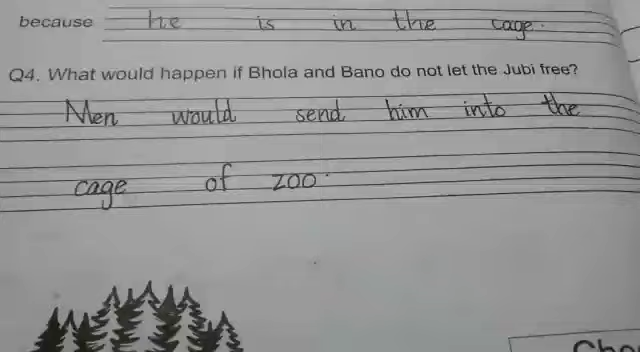 because he is in the cage.
Q4. What would happen if Bhola and Bano do not let the Jubi free?
Men would send him into the
cage of zoo.